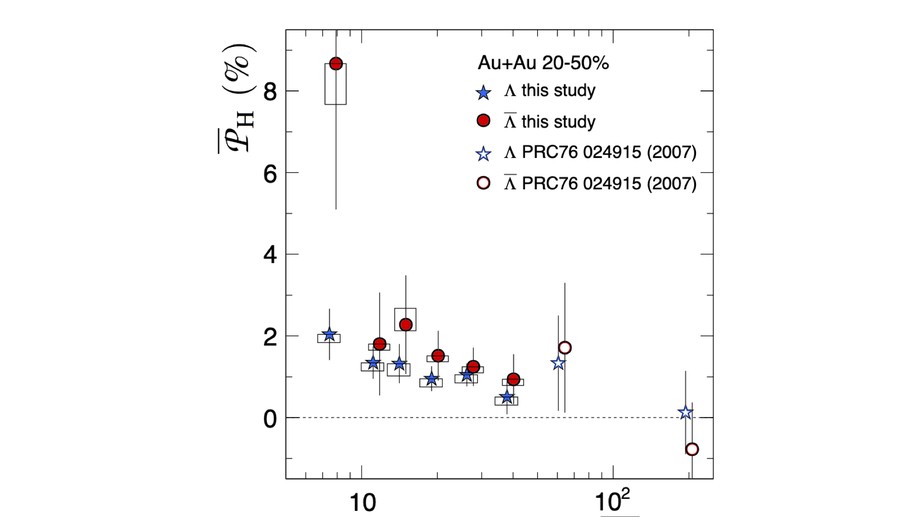 P̅_H (%)
Au+Au 20-50%
Λ this study
Λ̅ this study
Λ PRC76 024915 (2007)
Λ̅ PRC76 024915 (2007)
8
6
4
2
0
10
10²